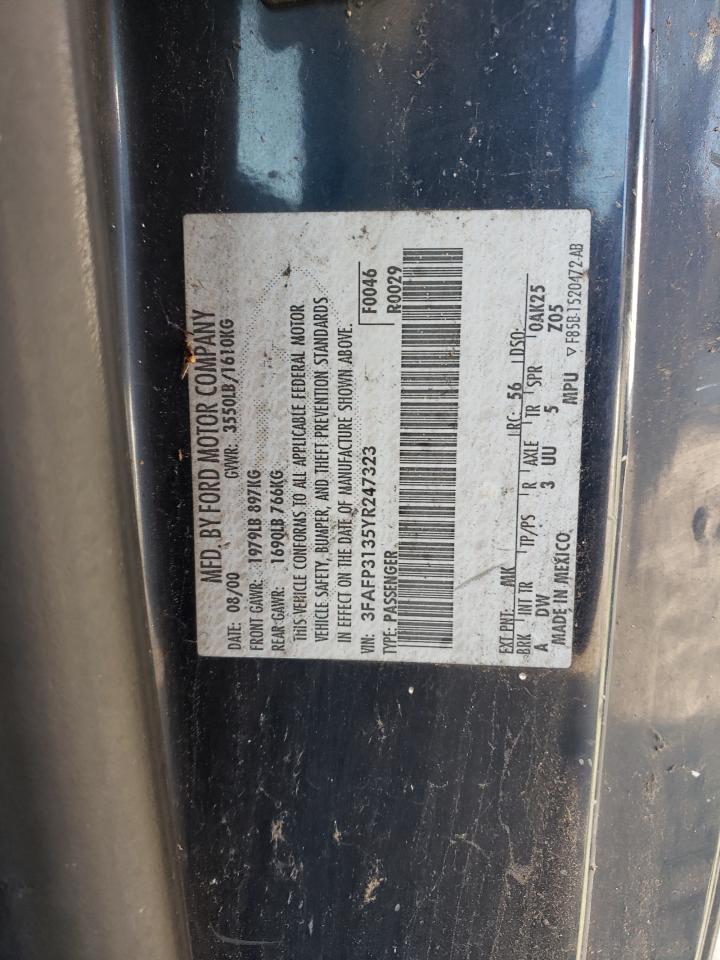 MFD. BY FORD MOTOR COMPANY
DATE: 08/00 GVWR: 3550LB/1610KG
FRONT GAWR: 1979LB 897KG
REAR GAWR: 1690LB 766KG
THIS VEHICLE CONFORMS TO ALL APPLICABLE FEDERAL MOTOR
VEHICLE SAFETY, BUMPER, AND THEFT PREVENTION STANDARDS
IN EFFECT ON THE DATE OF MANUFACTURE SHOWN ABOVE.
VIN: 3FAFP3135YR247323 F0046
TYPE: PASSENGER R0029
EXT PNT: MK RC: 56 DSO:
BRK INT TR TP/PS R AXLE TR SPR 0AK25
A DW 3 UU 5 Z05
MADE IN MEXICO MPU ▽F85B-1520472-AB